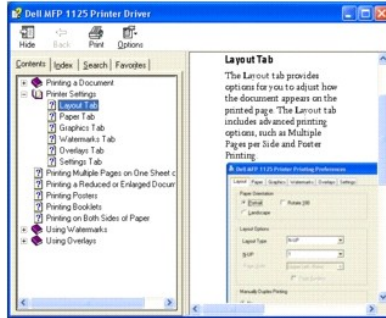 Dell MFP 1125 Printer Driver
Hide Back Print Options
Contents Index Search Favorites
Printing a Document
Printer Settings
Layout Tab
Paper Tab
Graphics Tab
Watermarks Tab
Overlays Tab
Settings Tab
Printing Multiple Pages on One Sheet c
Printing a Reduced or Enlarged Docum
Printing Posters
Printing Booklets
Printing on Both Sides of Paper
Using Watermarks
Using Overlays
Layout Tab
The Layout tab provides
options for you to adjust how
the document appears on the
printed page. The Layout tab
includes advanced printing
options, such as Multiple
Pages per Side and Poster
Printing.
Dell MFP 1125 Printer Printing Preferences
Layout Paper Graphics Watermarks Overlays Settings
Paper Orientation
Portrait Rotate 180
Landscape
Layout Options
Layout Type N-UP
N-UP 1
Manually Duplex Printing